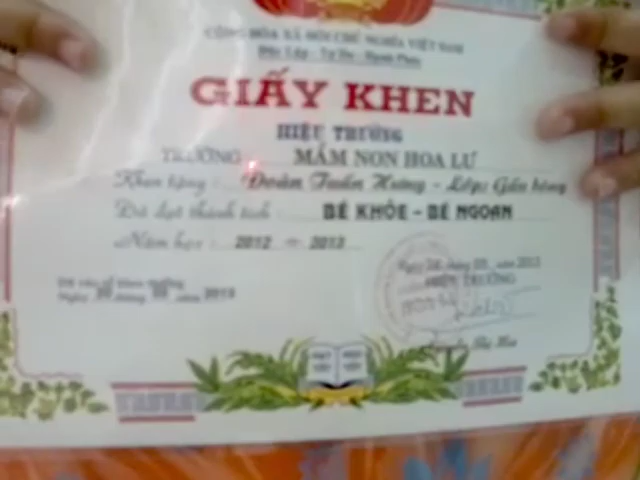 CỘNG HÒA XÃ HỘI CHỦ NGHĨA VIỆT NAM
Độc Lập - Tự Do - Hạnh Phúc
GIẤY KHEN
HIỆU TRƯỞNG
TRƯỜNG MẦM NON HOA LƯ
Khen tặng : Đoàn Tuấn Hưng - Lớp: Gấu bông
Đã đạt thành tích : BÉ KHỎE - BÉ NGOAN
Năm học : 2012 - 2013
HIỆU TRƯỞNG